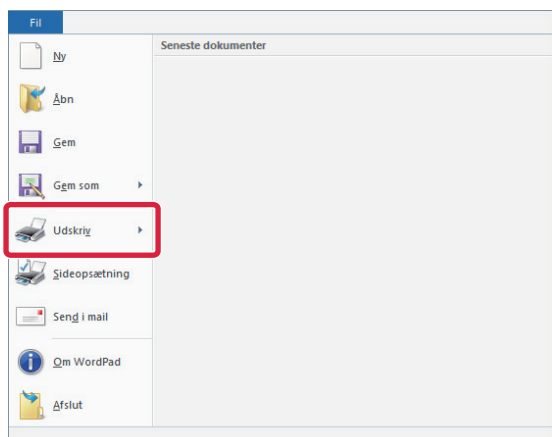 Fil
Seneste dokumenter
Ny
Åbn
Gem
Gem som
Udskriv
Sideopsætning
Send i mail
Om WordPad
Afslut